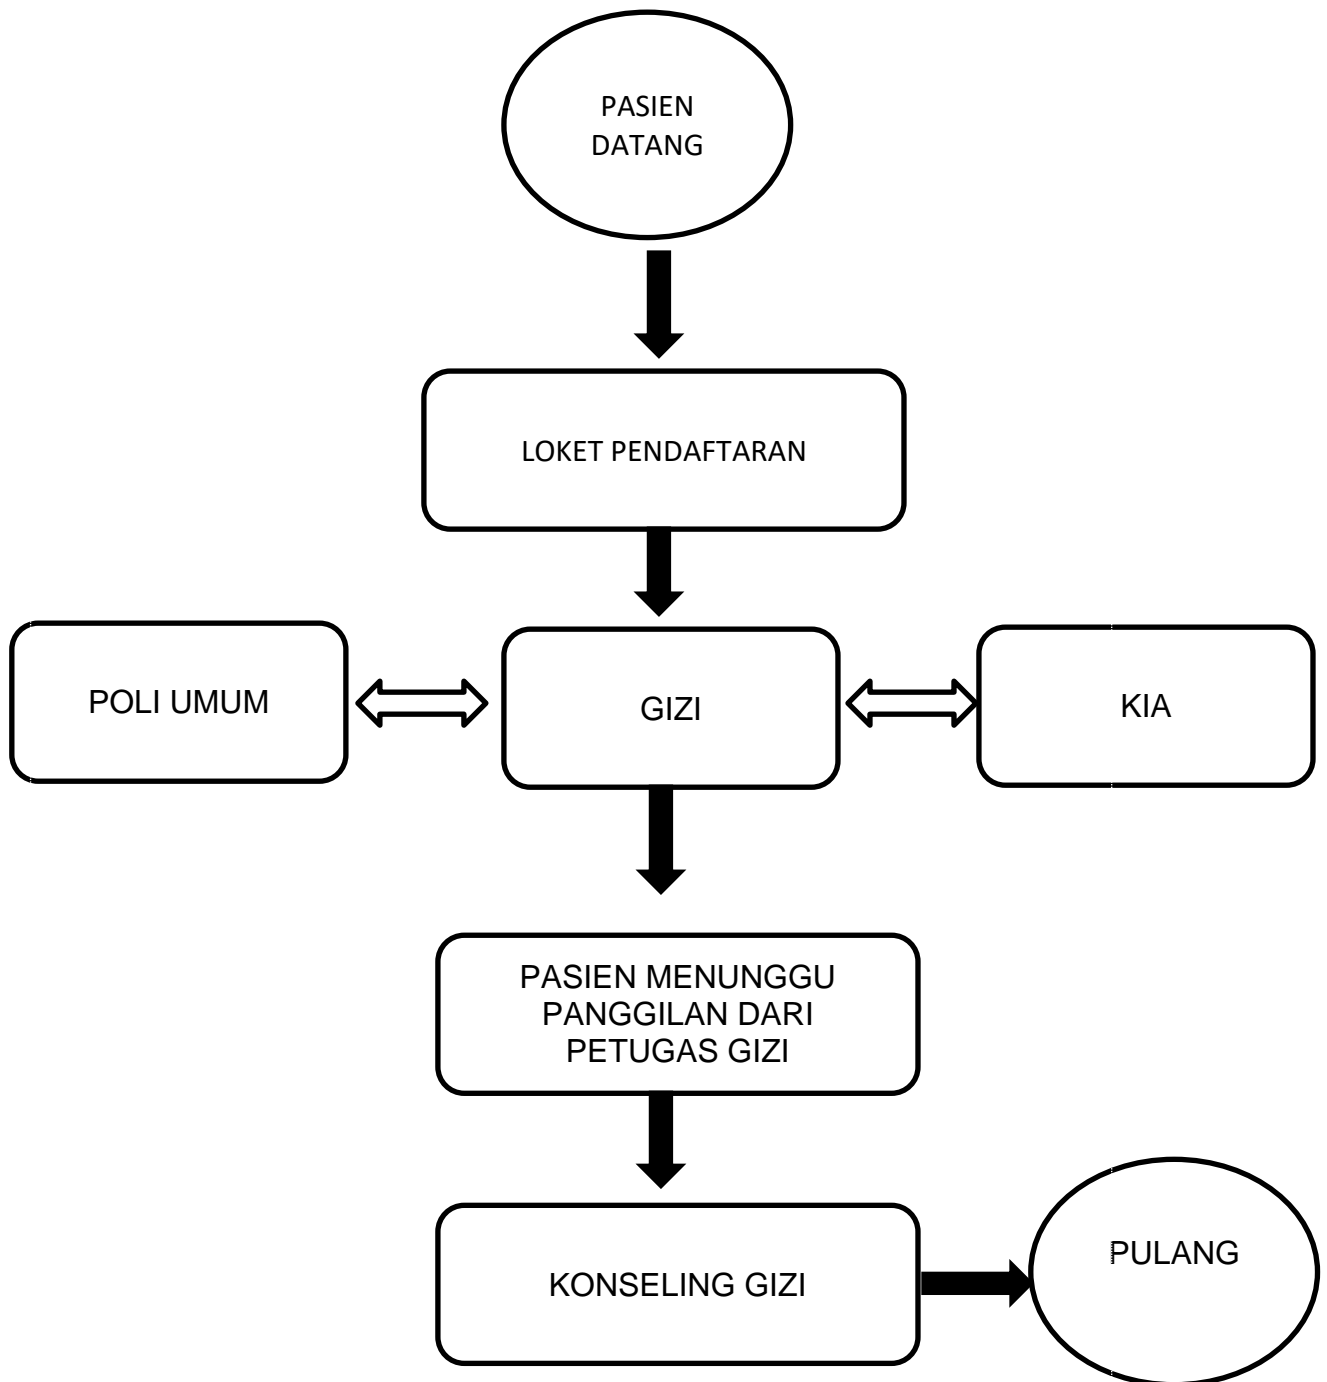 PASIEN
DATANG
LOKET PENDAFTARAN
POLI UMUM
GIZI
KIA
PASIEN MENUNGGU
PANGGILAN DARI
PETUGAS GIZI
KONSELING GIZI
PULANG